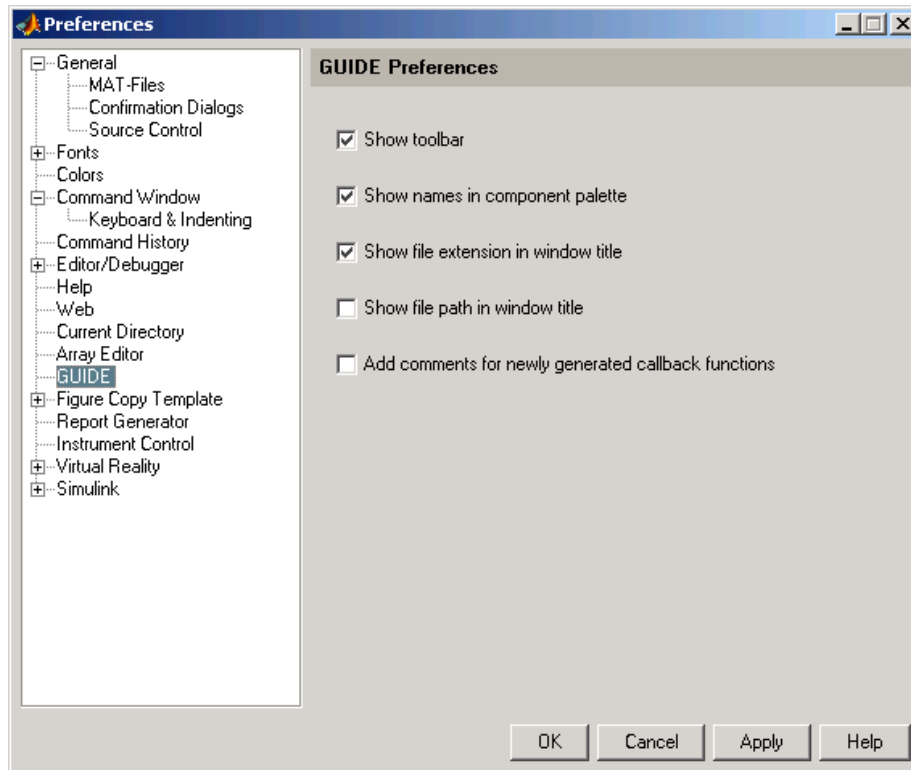 Preferences
General
MAT-Files
Confirmation Dialogs
Source Control
Fonts
Colors
Command Window
Keyboard & Indenting
Command History
Editor/Debugger
Help
Web
Current Directory
Array Editor
GUIDE
Figure Copy Template
Report Generator
Instrument Control
Virtual Reality
Simulink
GUIDE Preferences
Show toolbar
Show names in component palette
Show file extension in window title
Show file path in window title
Add comments for newly generated callback functions
OK Cancel Apply Help